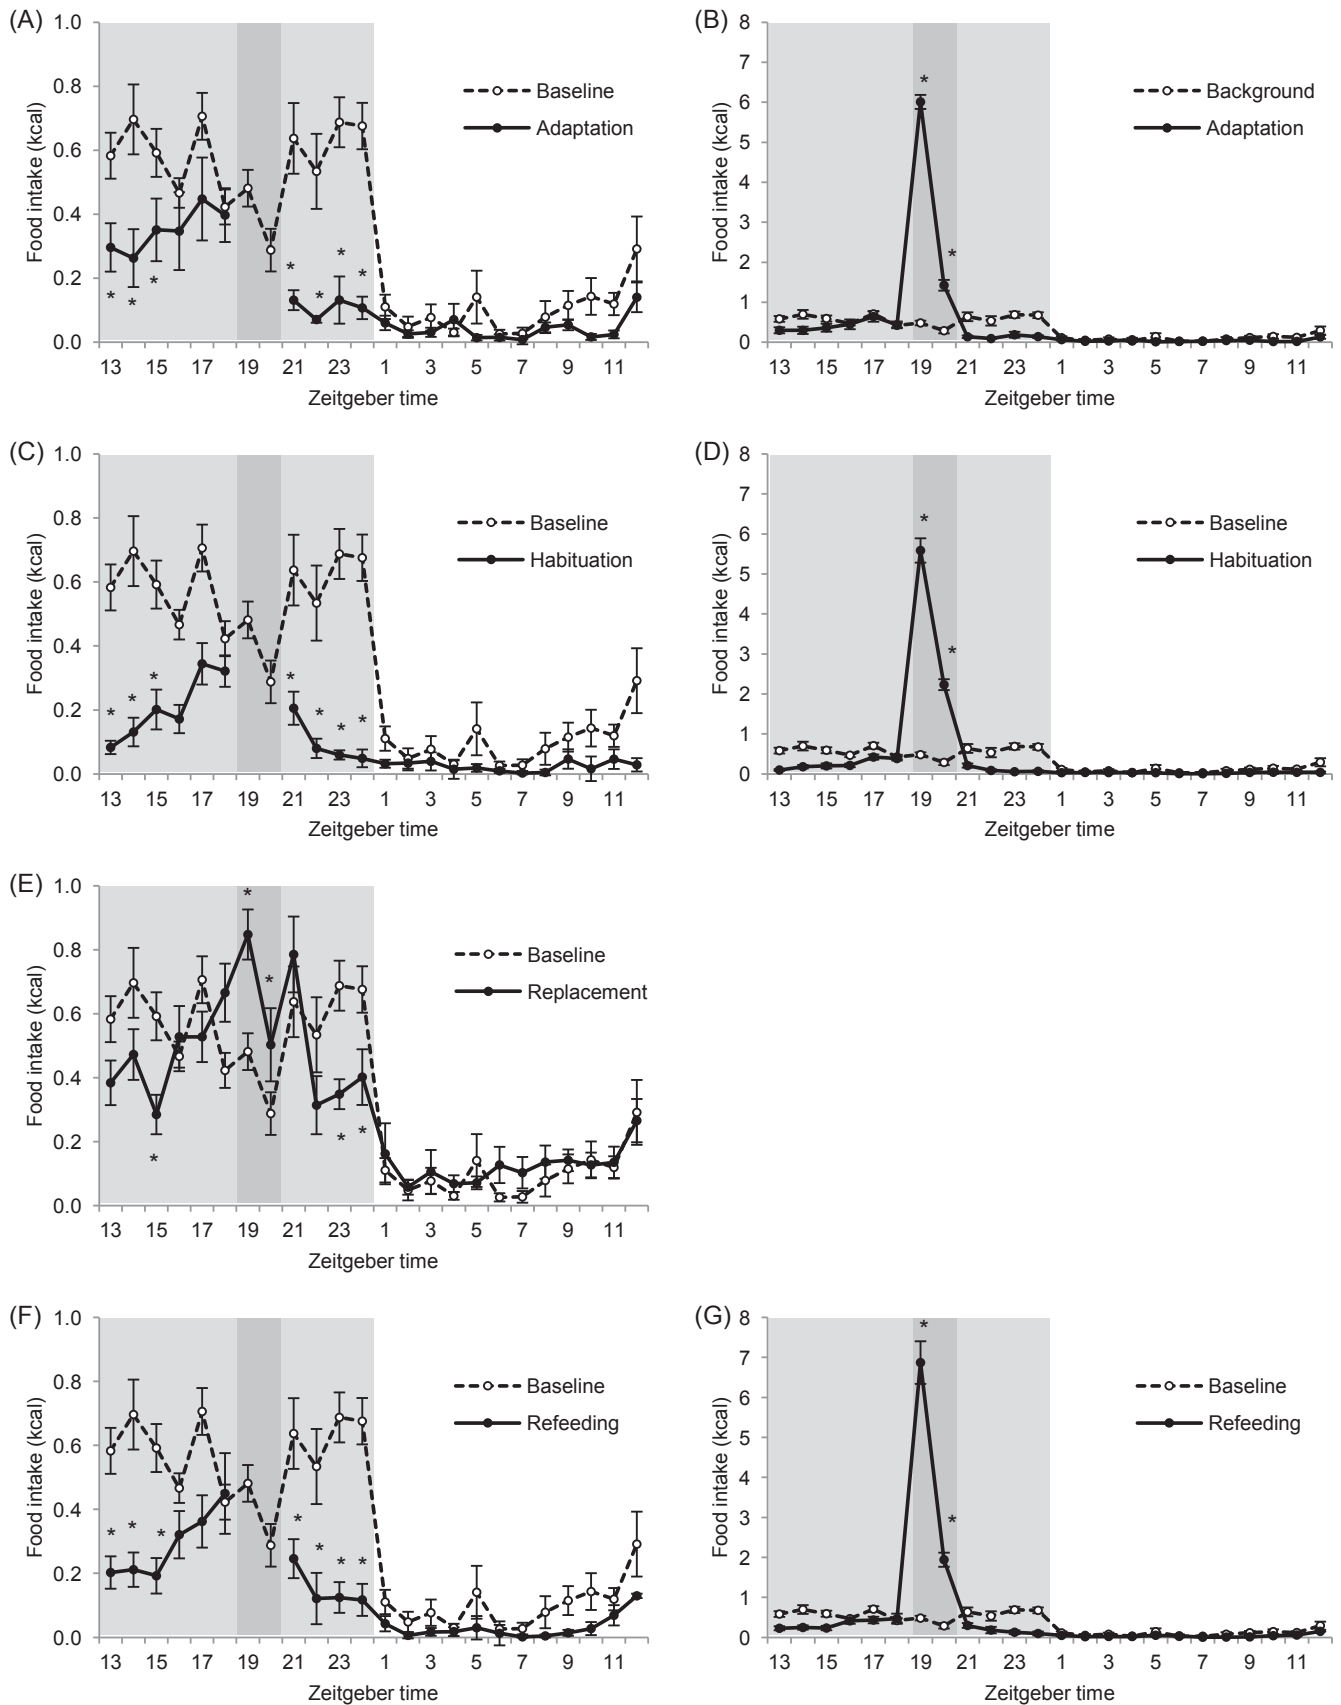 (A)
1.0
0.8
0.6
0.4
0.2
0.0
Food intake (kcal)
Baseline
Adaptation
*
*
*
*
*
*
*
13 15 17 19 21 23 1 3 5 7 9 11
Zeitgeber time
(B)
8
7
6
5
4
3
2
1
0
Food intake (kcal)
Background
Adaptation
*
*
13 15 17 19 21 23 1 3 5 7 9 11
Zeitgeber time
(C)
1.0
0.8
0.6
0.4
0.2
0.0
Food intake (kcal)
Baseline
Habituation
*
*
*
*
*
*
*
13 15 17 19 21 23 1 3 5 7 9 11
Zeitgeber time
(D)
8
7
6
5
4
3
2
1
0
Food intake (kcal)
Baseline
Habituation
*
*
13 15 17 19 21 23 1 3 5 7 9 11
Zeitgeber time
(E)
1.0
0.8
0.6
0.4
0.2
0.0
Food intake (kcal)
Baseline
Replacement
*
*
*
*
*
13 15 17 19 21 23 1 3 5 7 9 11
Zeitgeber time
(F)
1.0
0.8
0.6
0.4
0.2
0.0
Food intake (kcal)
Baseline
Refeeding
*
*
*
*
*
*
*
13 15 17 19 21 23 1 3 5 7 9 11
Zeitgeber time
(G)
8
7
6
5
4
3
2
1
0
Food intake (kcal)
Baseline
Refeeding
*
*
13 15 17 19 21 23 1 3 5 7 9 11
Zeitgeber time